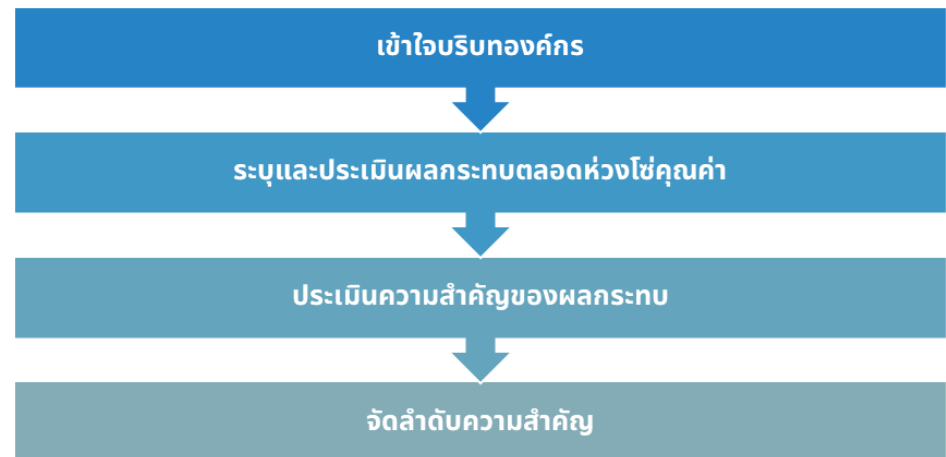 เข้าใจบริบทองค์กร
ระบุและประเมินผลกระทบตลอดห่วงโซ่คุณค่า
ประเมินความสำคัญของผลกระทบ
จัดลำดับความสำคัญ